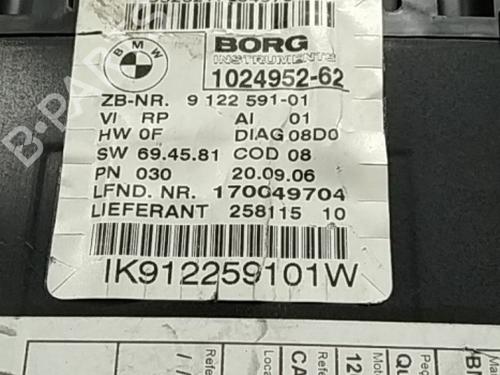 BMW
BORG
INSTRUMENTS
1024952-62
ZB-NR. 9 122 591-01
VI RP AI 01
HW 0F DIAG 08D0
SW 69.45.81 COD 08
PN 030 20.09.06
LFND. NR. 170049704
LIEFERANT 258115 10
IK912259101W
B-PARTS